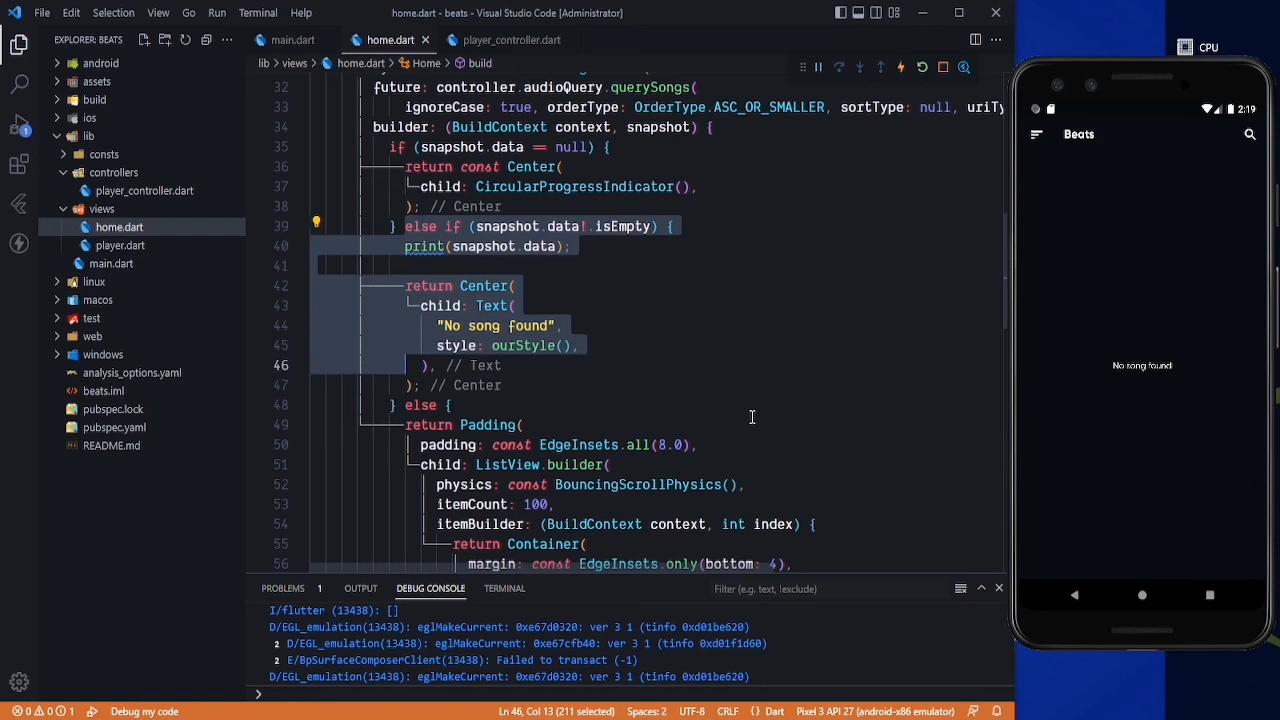 File Edit Selection View Go Run Terminal Help
home.dart - beats - Visual Studio Code [Administrator]
CPU
EXPLORER: BEATS
main.dart
home.dart
player_controller.dart
lib > views > home.dart > Home > build
android
assets
build
ios
lib
consts
controllers
player_controller.dart
views
home.dart
player.dart
main.dart
linux
macos
test
web
windows
analysis_options.yaml
beats.iml
pubspec.lock
pubspec.yaml
README.md
1
32 future: controller.audioQuery.querySongs(
33 ignoreCase: true, orderType: OrderType.ASC_OR_SMALLER, sortType: null, uriTy
34 builder: (BuildContext context, snapshot) {
35 if (snapshot.data == null) {
36 return const Center(
37 child: CircularProgressIndicator(),
38 ); // Center
39 } else if (snapshot.data!.isEmpty) {
40 print(snapshot.data);
41
42 return Center(
43 child: Text(
44 "No song found",
45 style: ourStyle(),
46 ), // Text
47 ); // Center
48 } else {
49 return Padding(
50 padding: const EdgeInsets.all(8.0),
51 child: ListView.builder(
52 physics: const BouncingScrollPhysics(),
53 itemCount: 100,
54 itemBuilder: (BuildContext context, int index) {
55 return Container(
56 margin: const EdgeInsets.only(bottom: 4),
PROBLEMS 1 OUTPUT DEBUG CONSOLE TERMINAL
Filter (e.g. text, !exclude)
I/flutter (13438): []
D/EGL_emulation(13438): eglMakeCurrent: 0xe67d0320: ver 3 1 (tinfo 0xd01be620)
2 D/EGL_emulation(13438): eglMakeCurrent: 0xe67cfb40: ver 3 1 (tinfo 0xd01f1d60)
2 E/BpSurfaceComposerClient(13438): Failed to transact (-1)
D/EGL_emulation(13438): eglMakeCurrent: 0xe67d0320: ver 3 1 (tinfo 0xd01be620)
>
0 0 1 Debug my code
Ln 46, Col 13 (211 selected) Spaces: 2 UTF-8 CRLF {} Dart Pixel 3 API 27 (android-x86 emulator)
2:19
Beats
No song found